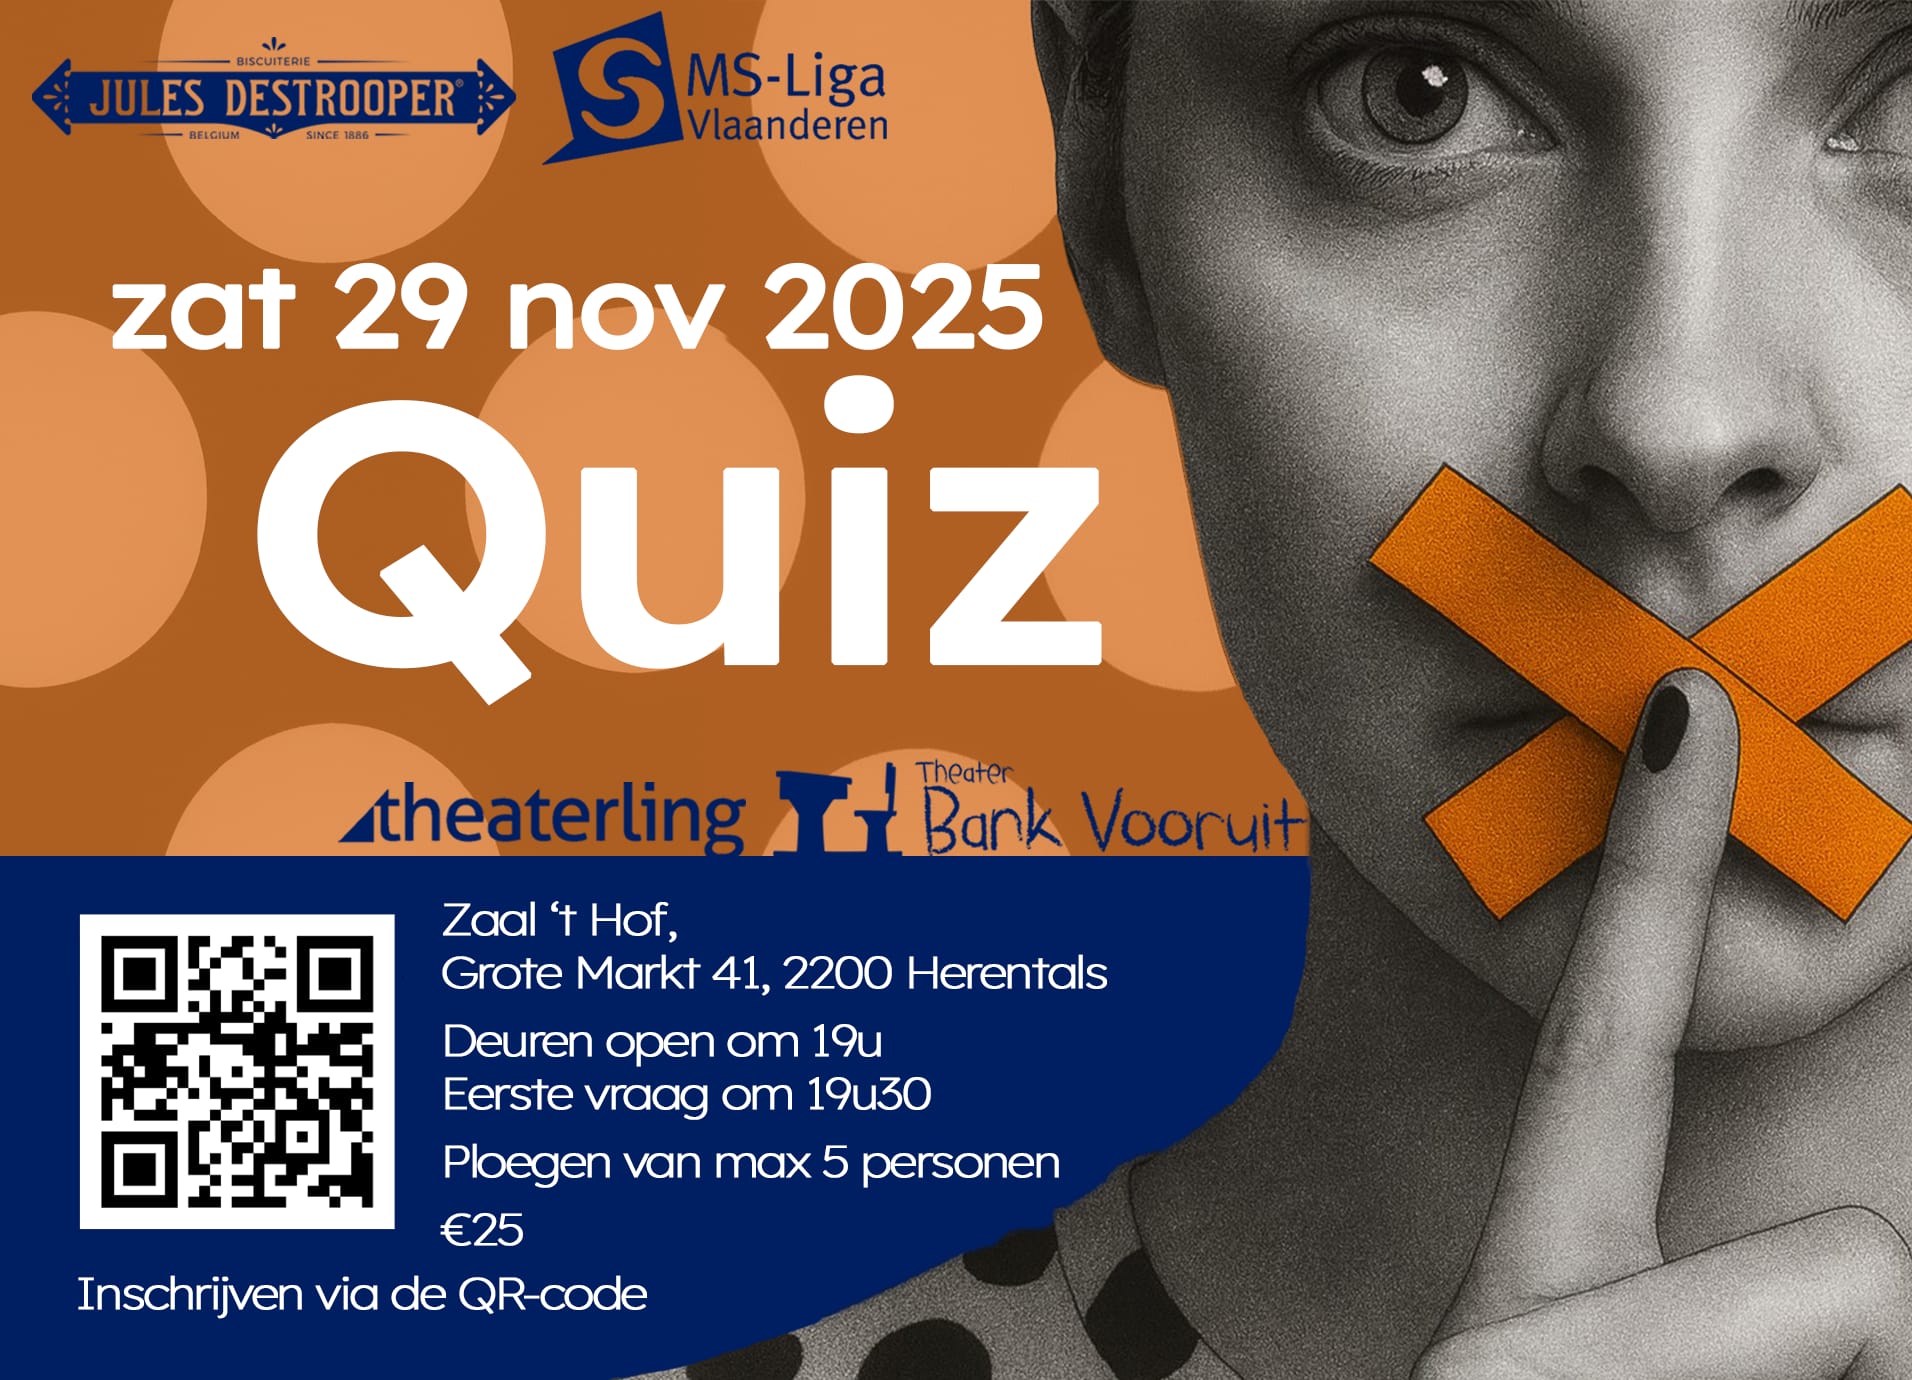 BISCUITERIE
JULES DESTROOPER®
BELGIUM SINCE 1886
S MS-Liga
Vlaanderen
zat 29 nov 2025
Quiz
theaterling
Theater
Bank Vooruit
Zaal ‘t Hof,
Grote Markt 41, 2200 Herentals
Deuren open om 19u
Eerste vraag om 19u30
Ploegen van max 5 personen
€25
Inschrijven via de QR-code